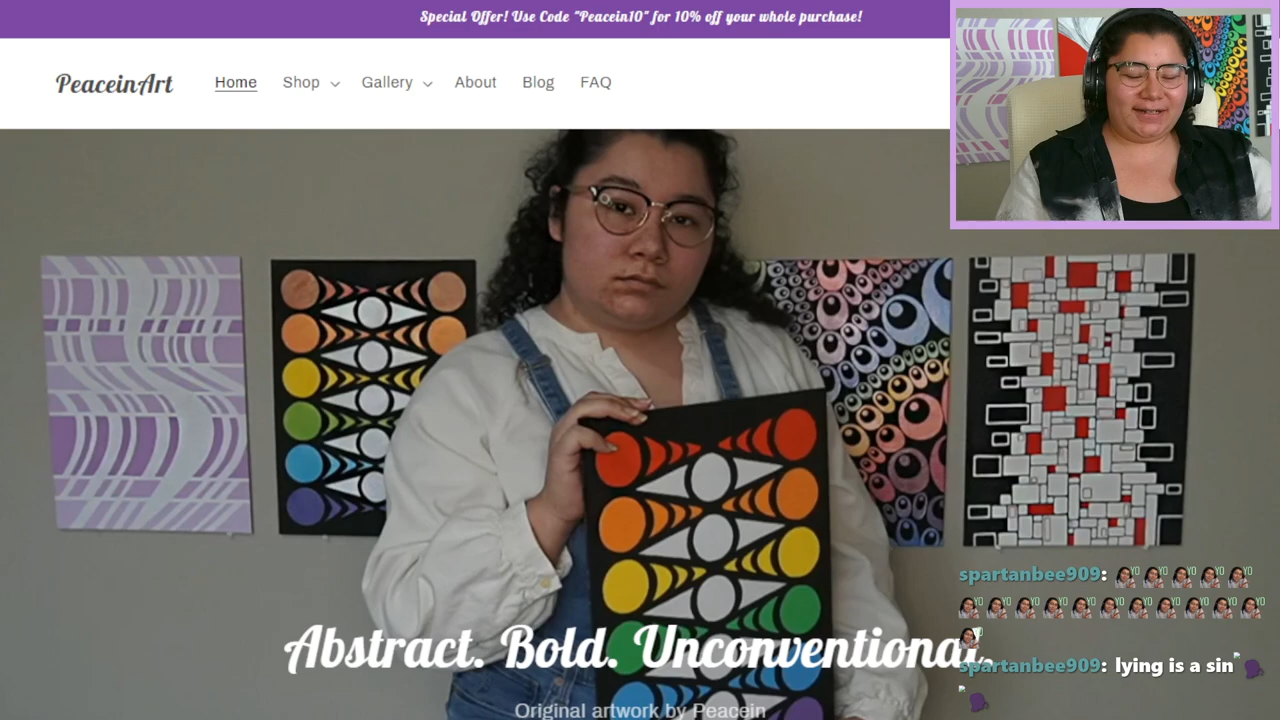 Special Offer! Use Code "Peacein10" for 10% off your whole purchase!
PeaceinArt
Home Shop Gallery About Blog FAQ
Abstract. Bold. Unconventional.
Original artwork by Peacein
spartanbee909:
spartanbee909: lying is a sin